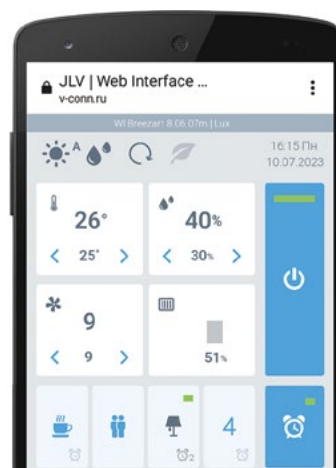 JLV | Web Interface ...
v-conn.ru
WI Breezart 8.06.07m | Lux
A
16:15 Пн
10.07.2023
26°
40%
25°
30%
9
9
51%
4
2